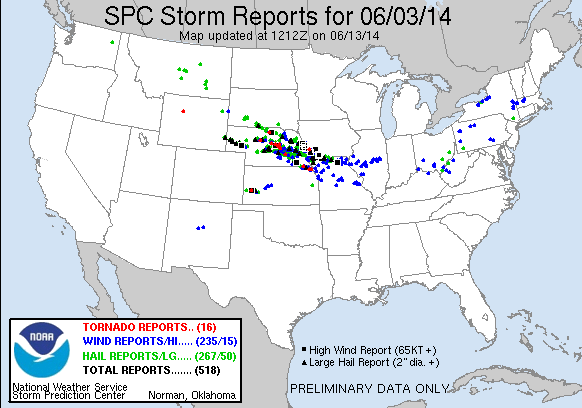 SPC Storm Reports for 06/03/14
Map updated at 1212Z on 06/13/14
NOAA
TORNADO REPORTS.. (16)
WIND REPORTS/HI..... (235/15)
HAIL REPORTS/LG..... (267/50)
TOTAL REPORTS....... (518)
National Weather Service
Storm Prediction Center Norman, Oklahoma
High Wind Report (65KT +)
Large Hail Report (2" dia. +)
PRELIMINARY DATA ONLY